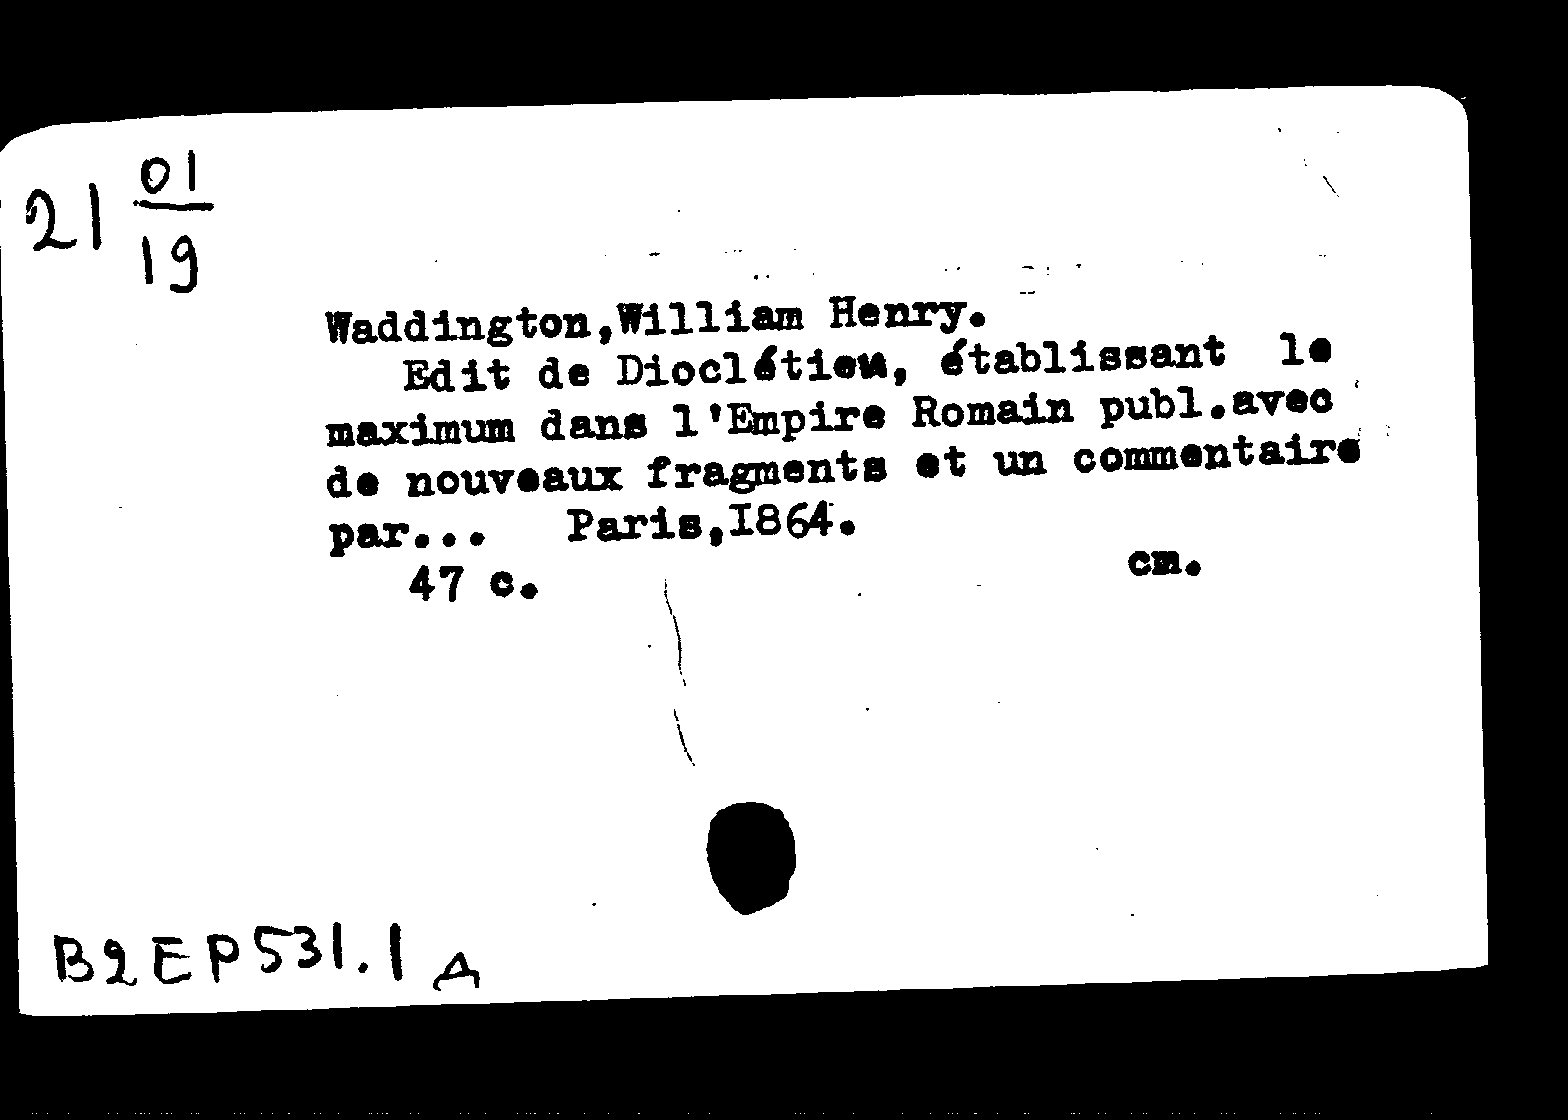 21 01/19
Waddington,William Henry.
Edit de Dioclétien, établissant le
maximum dans l'Empire Romain publ.avec
de nouveaux fragments et un commentaire
par... Paris,I864.
47 c. cm.
B2EP531.1 Д